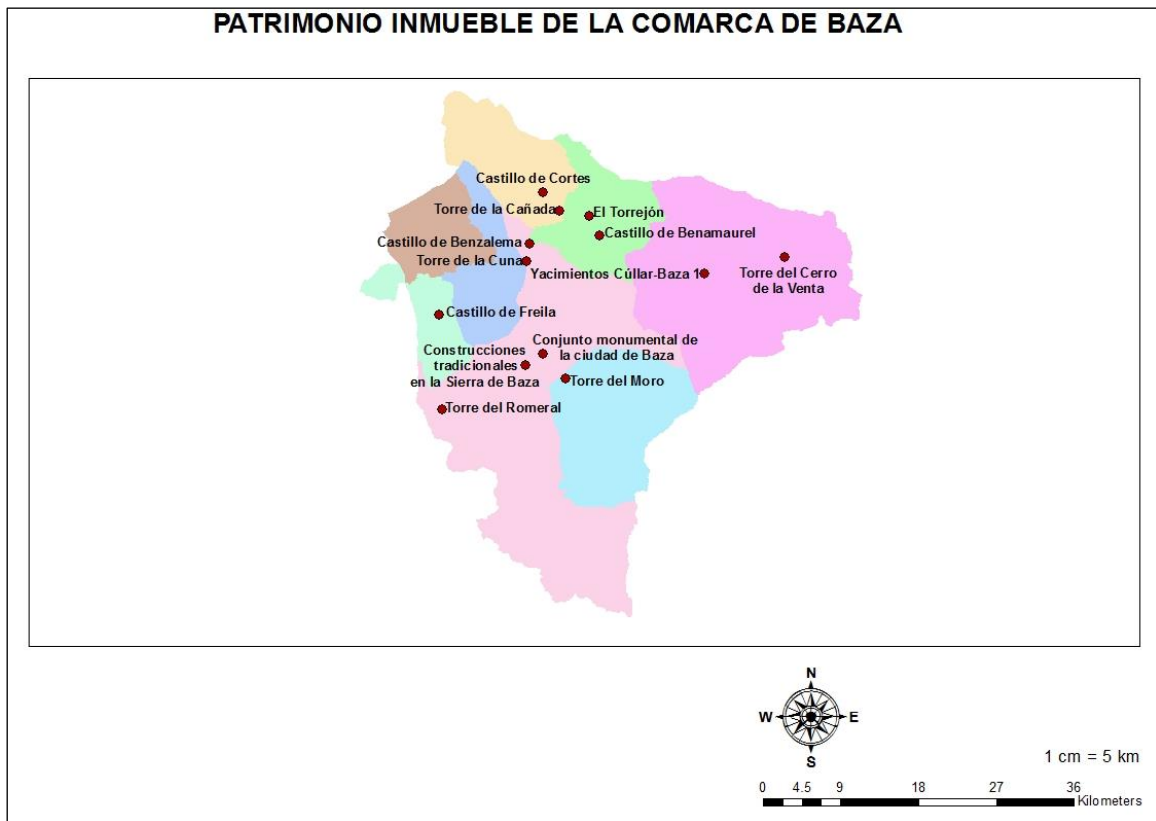 PATRIMONIO INMUEBLE DE LA COMARCA DE BAZA
Castillo de Cortes
Torre de la Cañada
El Torrejón
Castillo de Benamaurel
Castillo de Benzalema
Torre de la Cuna
Yacimientos Cúllar-Baza 1
Torre del Cerro
de la Venta
Castillo de Freila
Conjunto monumental de
la ciudad de Baza
Construcciones
tradicionales
en la Sierra de Baza
Torre del Moro
Torre del Romeral
N
W E
S
1 cm = 5 km
0 4.5 9 18 27 36
Kilometers